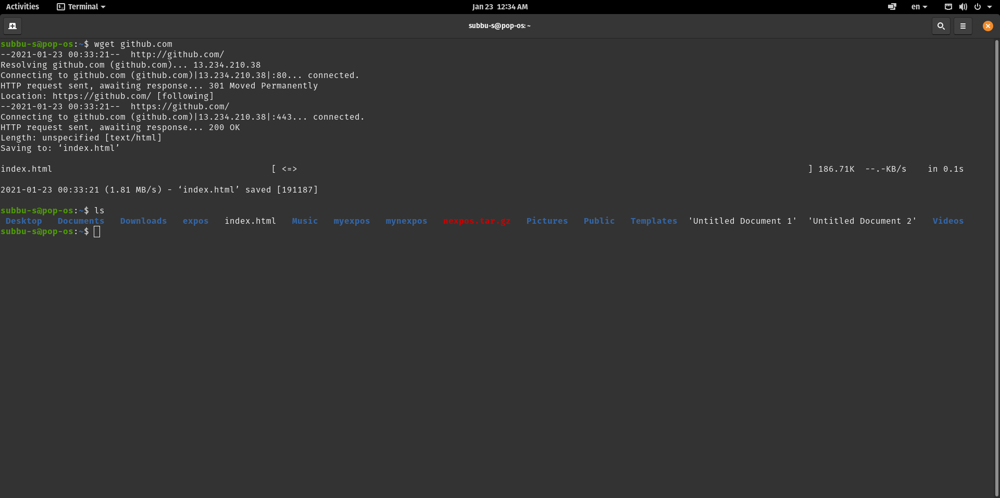 Activities Terminal Jan 23 12:34 AM en
subbu-s@pop-os: ~
subbu-s@pop-os:~$ wget github.com
--2021-01-23 00:33:21--  http://github.com/
Resolving github.com (github.com)... 13.234.210.38
Connecting to github.com (github.com)|13.234.210.38|:80... connected.
HTTP request sent, awaiting response... 301 Moved Permanently
Location: https://github.com/ [following]
--2021-01-23 00:33:21--  https://github.com/
Connecting to github.com (github.com)|13.234.210.38|:443... connected.
HTTP request sent, awaiting response... 200 OK
Length: unspecified [text/html]
Saving to: ‘index.html’
index.html [ <=> ] 186.71K --.-KB/s in 0.1s
2021-01-23 00:33:21 (1.81 MB/s) - ‘index.html’ saved [191187]
subbu-s@pop-os:~$ ls
Desktop Documents Downloads expos index.html Music myexpos mynexpos nexpos.tar.gz Pictures Public Templates 'Untitled Document 1' 'Untitled Document 2' Videos
subbu-s@pop-os:~$